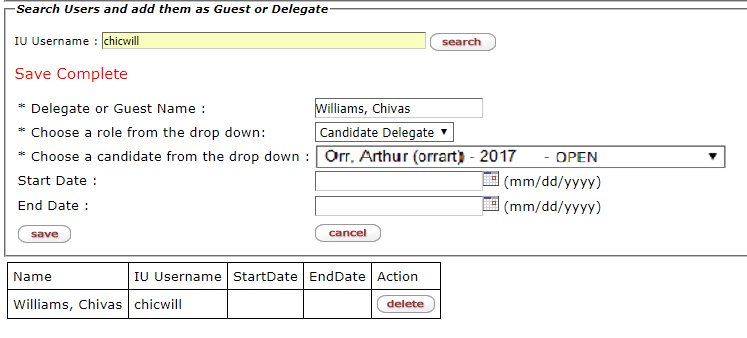 Search Users and add them as Guest or Delegate
IU Username : chicwill search
Save Complete
* Delegate or Guest Name : Williams, Chivas
* Choose a role from the drop down: Candidate Delegate
* Choose a candidate from the drop down : Orr, Arthur (orrart) - 2017 - OPEN
Start Date : (mm/dd/yyyy)
End Date : (mm/dd/yyyy)
save cancel
Name IU Username StartDate EndDate Action
Williams, Chivas chicwill delete